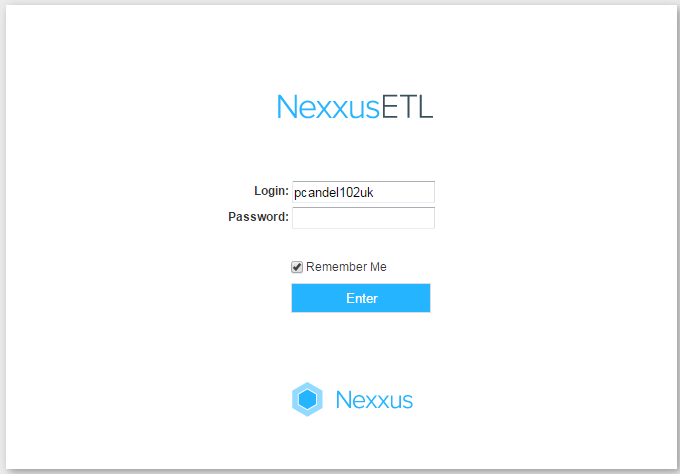 NexxusETL
Login: pcandel102uk
Password:
Remember Me
Enter
Nexxus